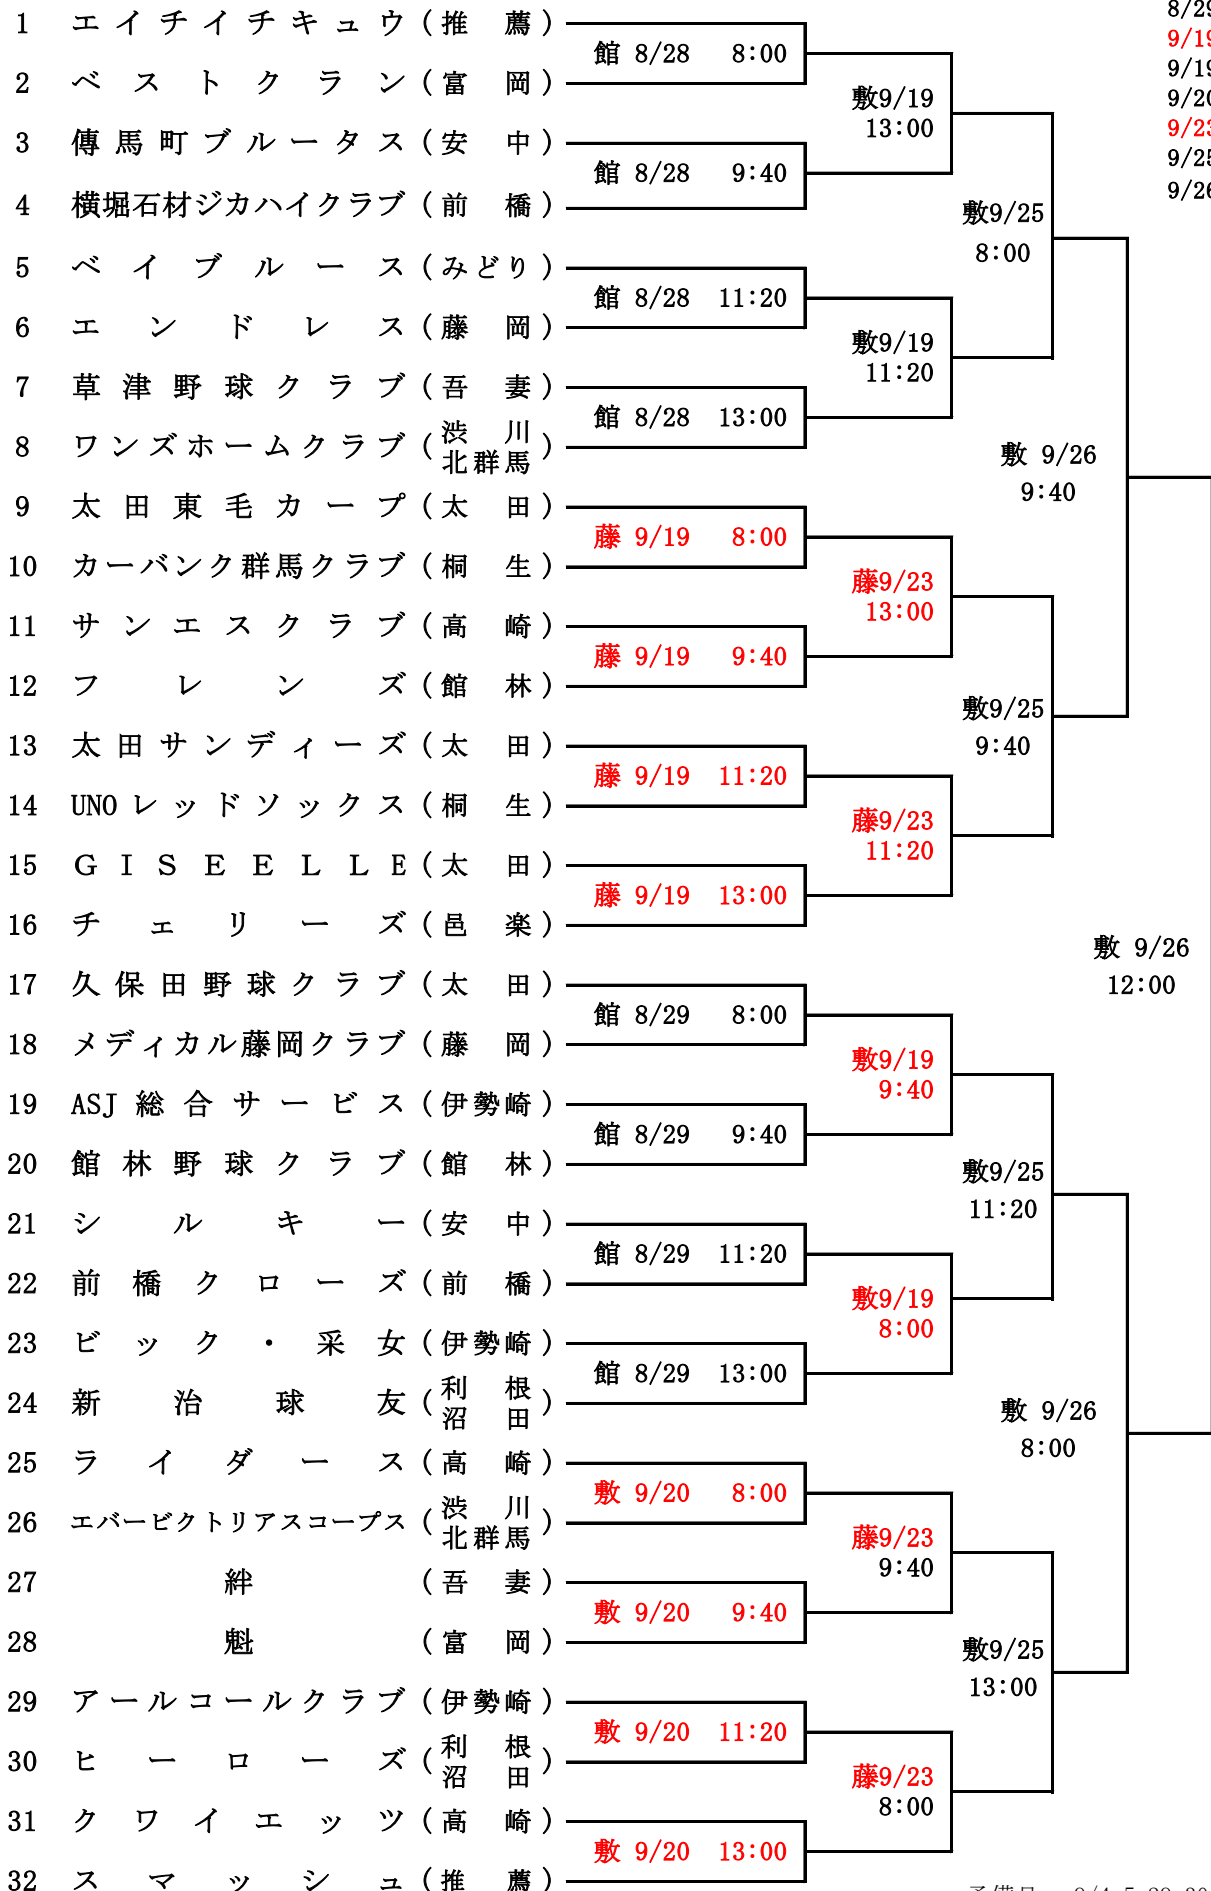 8/29
9/19
9/19
9/20
9/23
9/25
9/26
1 エイチイチキュウ(推薦)
館 8/28 8:00
2 ベストクラン(富岡)
敷9/19
13:00
3 傳馬町ブルータス(安中)
館 8/28 9:40
4 横堀石材ジカハイクラブ(前橋)
敷9/25
8:00
5 ベイブルース(みどり)
館 8/28 11:20
6 エンドレス(藤岡)
敷9/19
11:20
7 草津野球クラブ(吾妻)
館 8/28 13:00
8 ワンズホームクラブ(渋川北群馬)
敷 9/26
9:40
9 太田東毛カープ(太田)
藤 9/19 8:00
10 カーバンク群馬クラブ(桐生)
藤9/23
13:00
11 サンエスクラブ(高崎)
藤 9/19 9:40
12 フレンズ(館林)
敷9/25
9:40
13 太田サンディーズ(太田)
藤 9/19 11:20
14 UNOレッドソックス(桐生)
藤9/23
11:20
15 GISEELLE(太田)
藤 9/19 13:00
16 チェリーズ(邑楽)
敷 9/26
12:00
17 久保田野球クラブ(太田)
館 8/29 8:00
18 メディカル藤岡クラブ(藤岡)
敷9/19
9:40
19 ASJ総合サービス(伊勢崎)
館 8/29 9:40
20 館林野球クラブ(館林)
敷9/25
11:20
21 シルキー(安中)
館 8/29 11:20
22 前橋クローズ(前橋)
敷9/19
8:00
23 ビック・采女(伊勢崎)
館 8/29 13:00
24 新治球友(利根沼田)
敷 9/26
8:00
25 ライダース(高崎)
敷 9/20 8:00
26 エバービクトリアスコープス(渋川北群馬)
藤9/23
9:40
27 絆(吾妻)
敷 9/20 9:40
28 魁(富岡)
敷9/25
13:00
29 アールコールクラブ(伊勢崎)
敷 9/20 11:20
30 ヒーローズ(利根沼田)
藤9/23
8:00
31 クワイエッツ(高崎)
敷 9/20 13:00
32 スマッシュ(推薦)